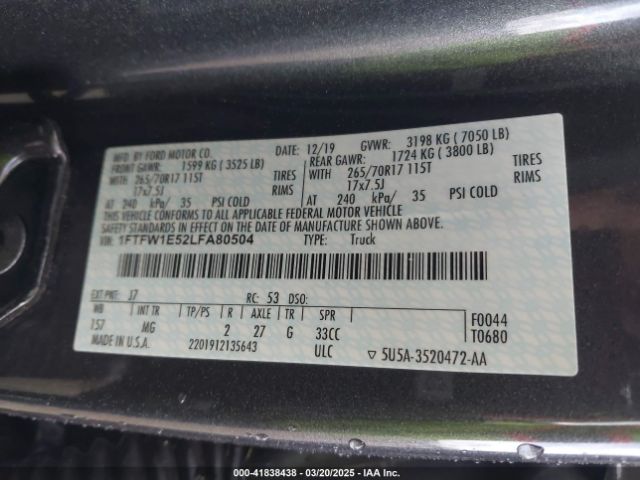 MFD. BY FORD MOTOR CO. DATE: 12/19 GVWR: 3198 KG ( 7050 LB)
FRONT GAWR: 1599 KG ( 3525 LB) REAR GAWR: 1724 KG ( 3800 LB)
WITH 265/70R17 115T TIRES WITH 265/70R17 115T TIRES
17x7.5J RIMS 17x7.5J RIMS
AT 240 kPa/ 35 PSI COLD AT 240 kPa/ 35 PSI COLD
THIS VEHICLE CONFORMS TO ALL APPLICABLE FEDERAL MOTOR VEHICLE
SAFETY STANDARDS IN EFFECT ON THE DATE OF MANUFACTURE SHOWN ABOVE.
VIN: 1FTFW1E52LFA80504 TYPE: Truck
EXT PNT: J7 RC: 53 DSO:
WB INT TR TP/PS R AXLE TR SPR F0044
157 MG 2 27 G 33CC T0680
MADE IN U.S.A. 2201912135643 ULC ▽ 5U5A-3520472-AA
000-41838438 - 03/20/2025 - IAA Inc.